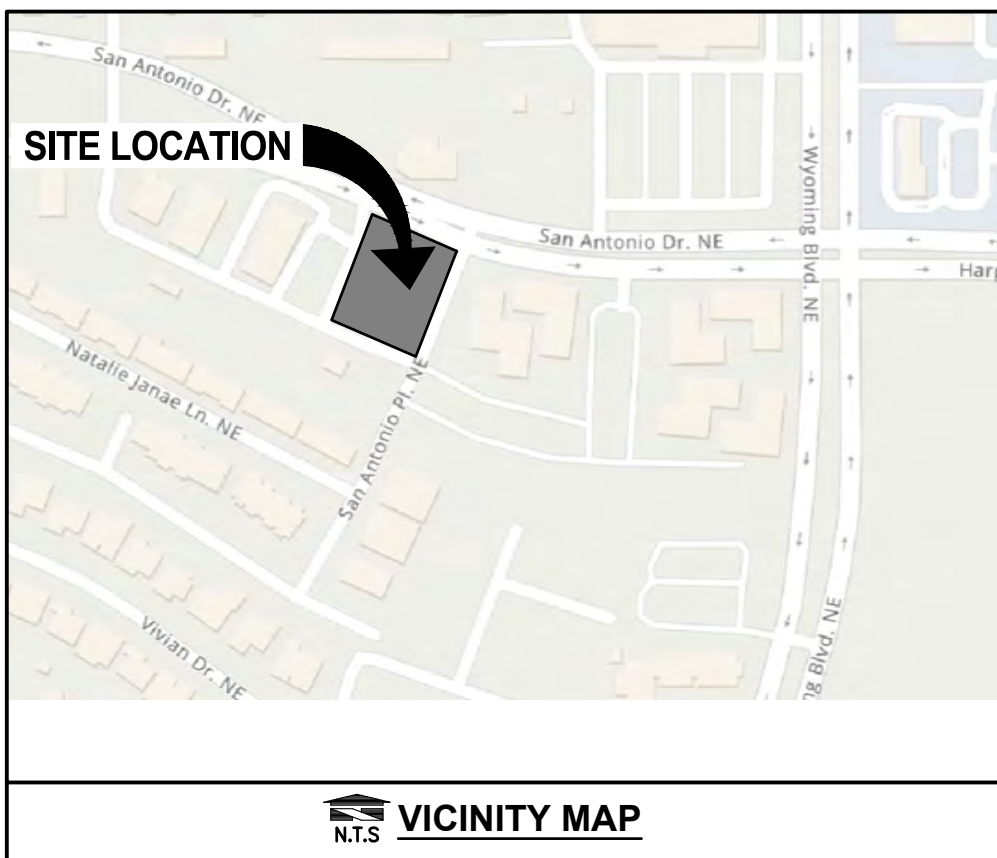 San Antonio Dr. NE
SITE LOCATION
San Antonio Dr. NE
Wyoming Blvd. NE
Harp
Natalie Janae Ln. NE
San Antonio Pl. NE
Vivian Dr. NE
ng Blvd. NE
N.T.S
VICINITY MAP